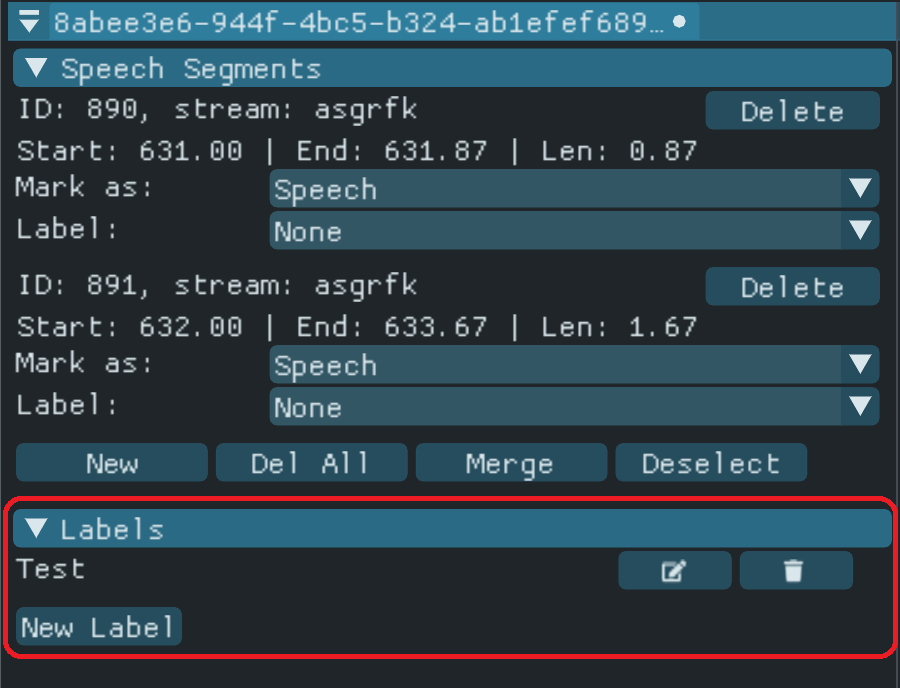 8abee3e6-944f-4bc5-b324-ab1efef689…
Speech Segments
ID: 890, stream: asgrfk Delete
Start: 631.00 | End: 631.87 | Len: 0.87
Mark as: Speech
Label: None
ID: 891, stream: asgrfk Delete
Start: 632.00 | End: 633.67 | Len: 1.67
Mark as: Speech
Label: None
New Del All Merge Deselect
Labels
Test
New Label